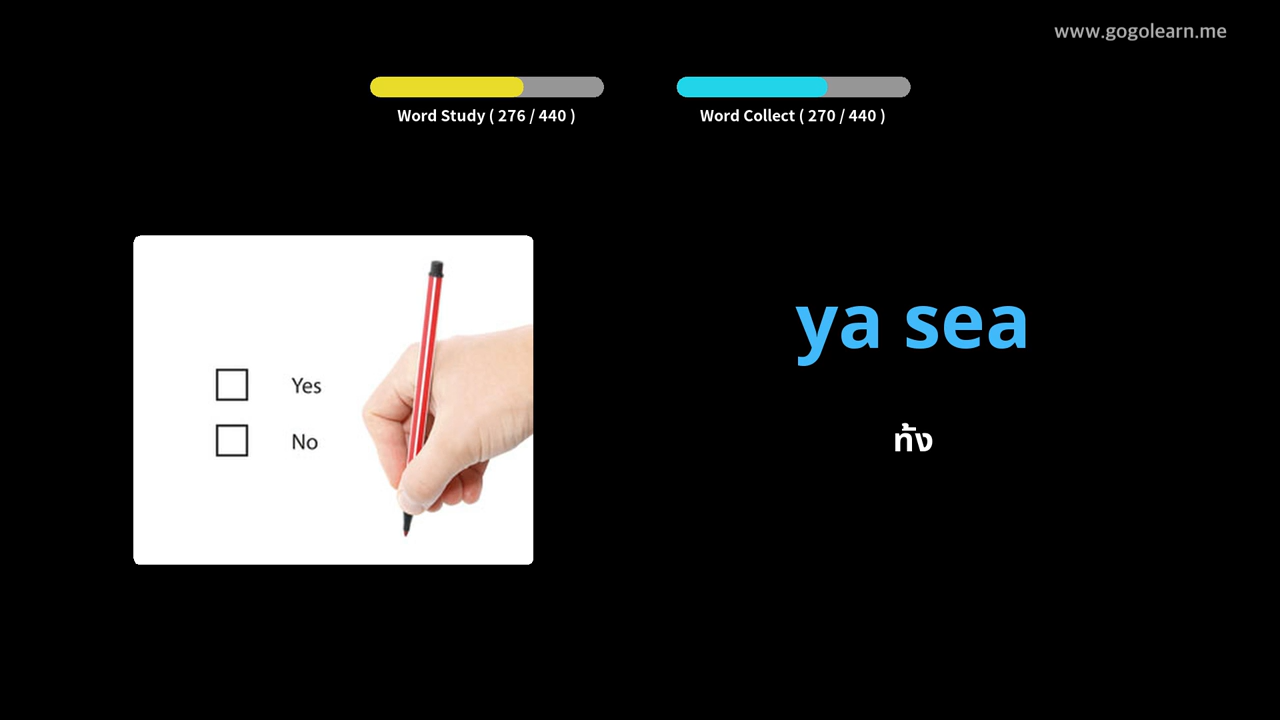 www.gogolearn.me
Word Study ( 276 / 440 )
Word Collect ( 270 / 440 )
Yes
No
ya sea
ทั้ง